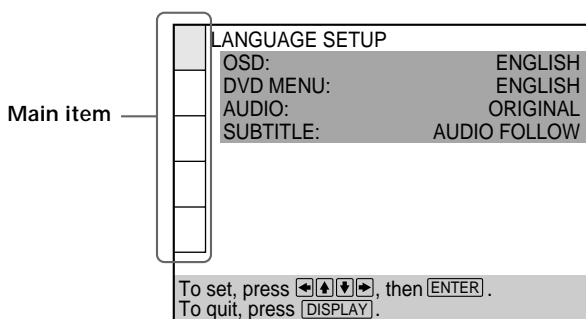 LANGUAGE SETUP
OSD: ENGLISH
DVD MENU: ENGLISH
AUDIO: ORIGINAL
SUBTITLE: AUDIO FOLLOW
Main item
To set, press ←↑↓→, then ENTER.
To quit, press DISPLAY.